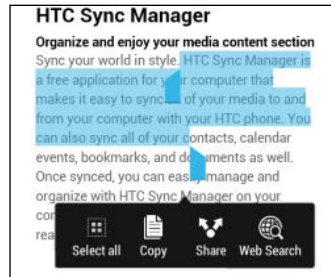 HTC Sync Manager
Organize and enjoy your media content section
Sync your world in style. HTC Sync Manager is
a free application for your computer that
makes it easy to sync all of your media to and
from your computer with your HTC phone. You
can also sync all of your contacts, calendar
events, bookmarks, and documents as well.
Once synced, you can easily manage and
organize with HTC Sync Manager on your
Select all Copy Share Web Search